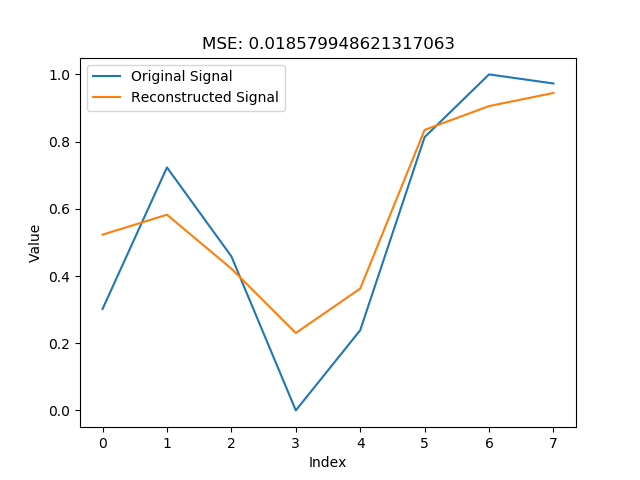 MSE: 0.018579948621317063
Original Signal
Reconstructed Signal
1.0
0.8
0.6
0.4
0.2
0.0
Value
0 1 2 3 4 5 6 7
Index